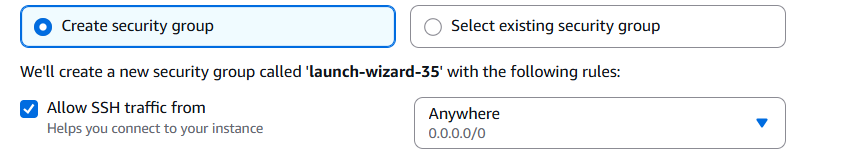 Create security group
Select existing security group
We'll create a new security group called 'launch-wizard-35' with the following rules:
Allow SSH traffic from
Helps you connect to your instance
Anywhere
0.0.0.0/0